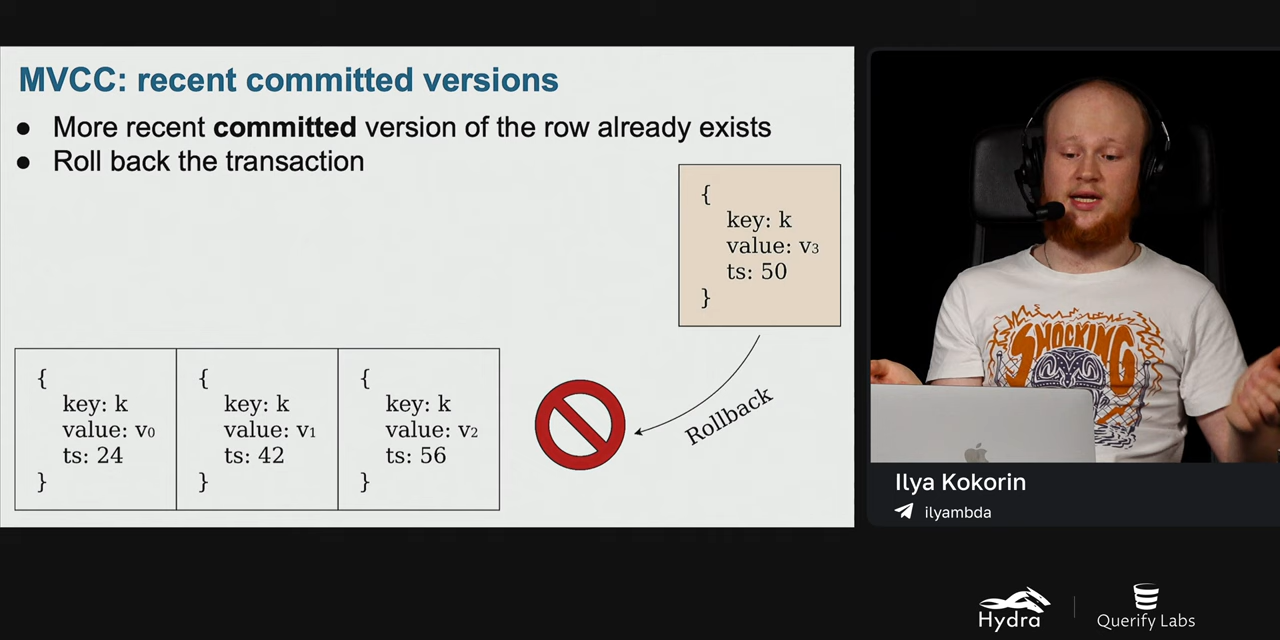 MVCC: recent committed versions
● More recent committed version of the row already exists
● Roll back the transaction
{
key: k
value: v3
ts: 50
}
Rollback
{
key: k
value: v0
ts: 24
}
{
key: k
value: v1
ts: 42
}
{
key: k
value: v2
ts: 56
}
SHOCKING
Ilya Kokorin
ilyambda
Hydra
Querify Labs